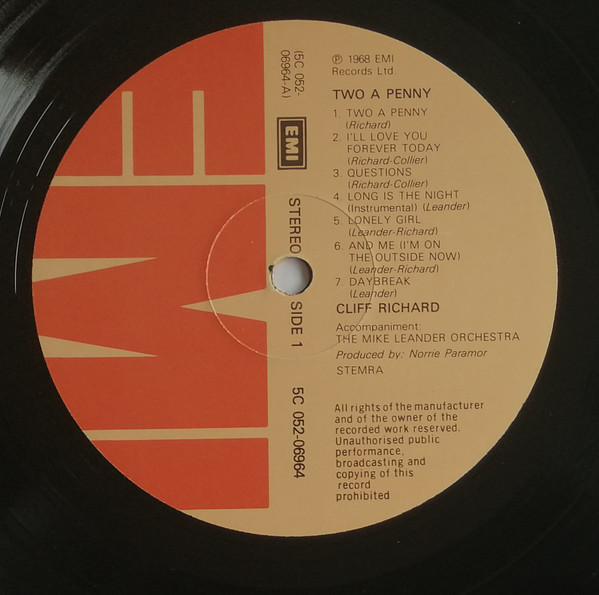 ℗ 1968 EMI
Records Ltd.
TWO A PENNY
1. TWO A PENNY
(Richard)
2. I'LL LOVE YOU
FOREVER TODAY
(Richard-Collier)
3. QUESTIONS
(Richard-Collier)
4. LONG IS THE NIGHT
(Instrumental) (Leander)
5. LONELY GIRL
(Leander-Richard)
6. AND ME (I'M ON
THE OUTSIDE NOW)
(Leander-Richard)
7. DAYBREAK
(Leander)
CLIFF RICHARD
Accompaniment:
THE MIKE LEANDER ORCHESTRA
Produced by: Norrie Paramor
STEMRA
All rights of the manufacturer
and of the owner of the
recorded work reserved.
Unauthorised public
performance,
broadcasting and
copying of this
record
prohibited
(5C 052-
06964-A)
EMI
STEREO
SIDE 1
5C 052-06964
EMI